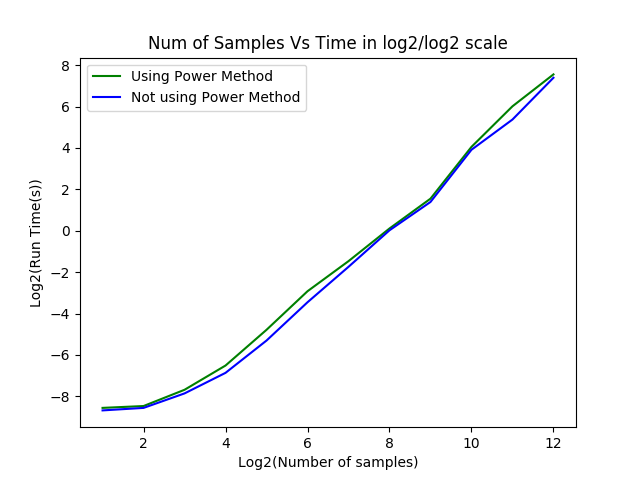 Num of Samples Vs Time in log2/log2 scale
Using Power Method
Not using Power Method
8
6
4
2
0
−2
−4
−6
−8
Log2(Run Time(s))
2 4 6 8 10 12
Log2(Number of samples)